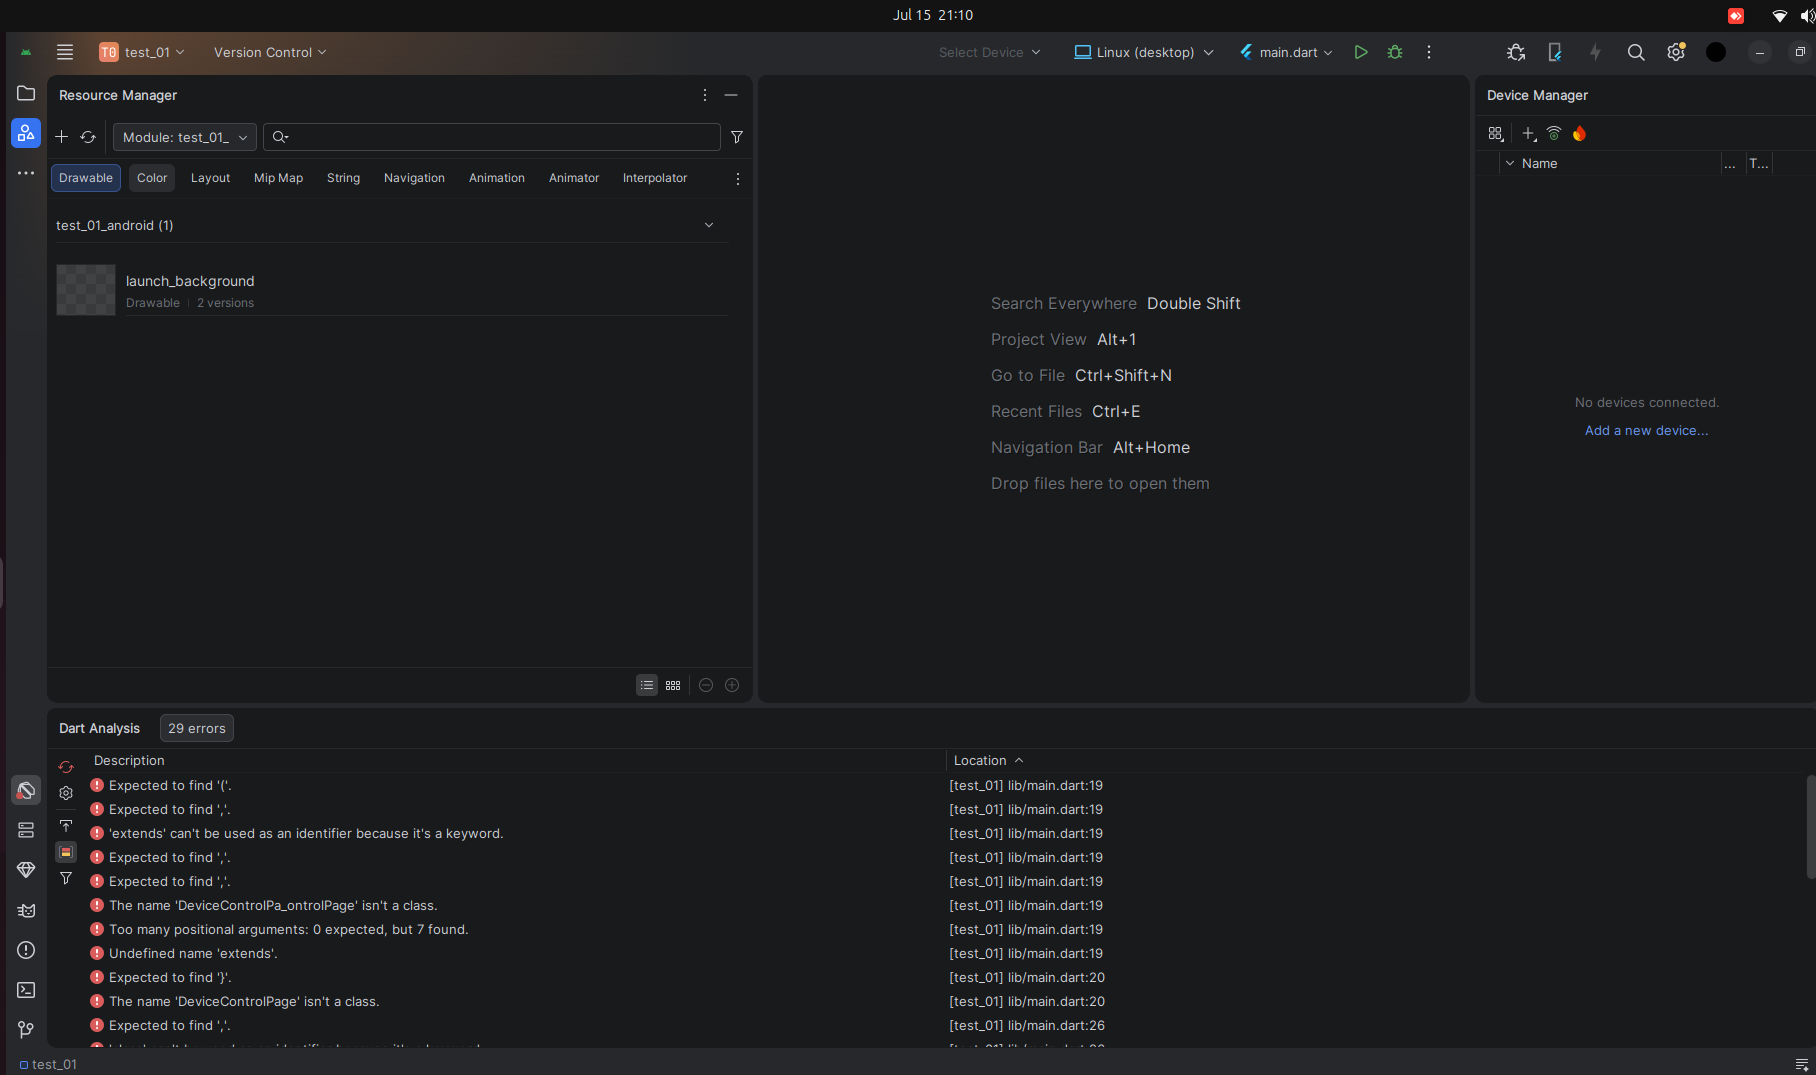 Jul 15 21:10
T0 test_01 Version Control Select Device Linux (desktop) main.dart
Resource Manager
Module: test_01_
Drawable Color Layout Mip Map String Navigation Animation Animator Interpolator
test_01_android (1)
launch_background
Drawable | 2 versions
Search Everywhere Double Shift
Project View Alt+1
Go to File Ctrl+Shift+N
Recent Files Ctrl+E
Navigation Bar Alt+Home
Drop files here to open them
Device Manager
Name ... T...
No devices connected.
Add a new device...
Dart Analysis 29 errors
Description Location
Expected to find '('. [test_01] lib/main.dart:19
Expected to find ','. [test_01] lib/main.dart:19
'extends' can't be used as an identifier because it's a keyword. [test_01] lib/main.dart:19
Expected to find ','. [test_01] lib/main.dart:19
Expected to find ','. [test_01] lib/main.dart:19
The name 'DeviceControlPa_ontrolPage' isn't a class. [test_01] lib/main.dart:19
Too many positional arguments: 0 expected, but 7 found. [test_01] lib/main.dart:19
Undefined name 'extends'. [test_01] lib/main.dart:19
Expected to find '}'. [test_01] lib/main.dart:20
The name 'DeviceControlPage' isn't a class. [test_01] lib/main.dart:20
Expected to find ','. [test_01] lib/main.dart:26
test_01